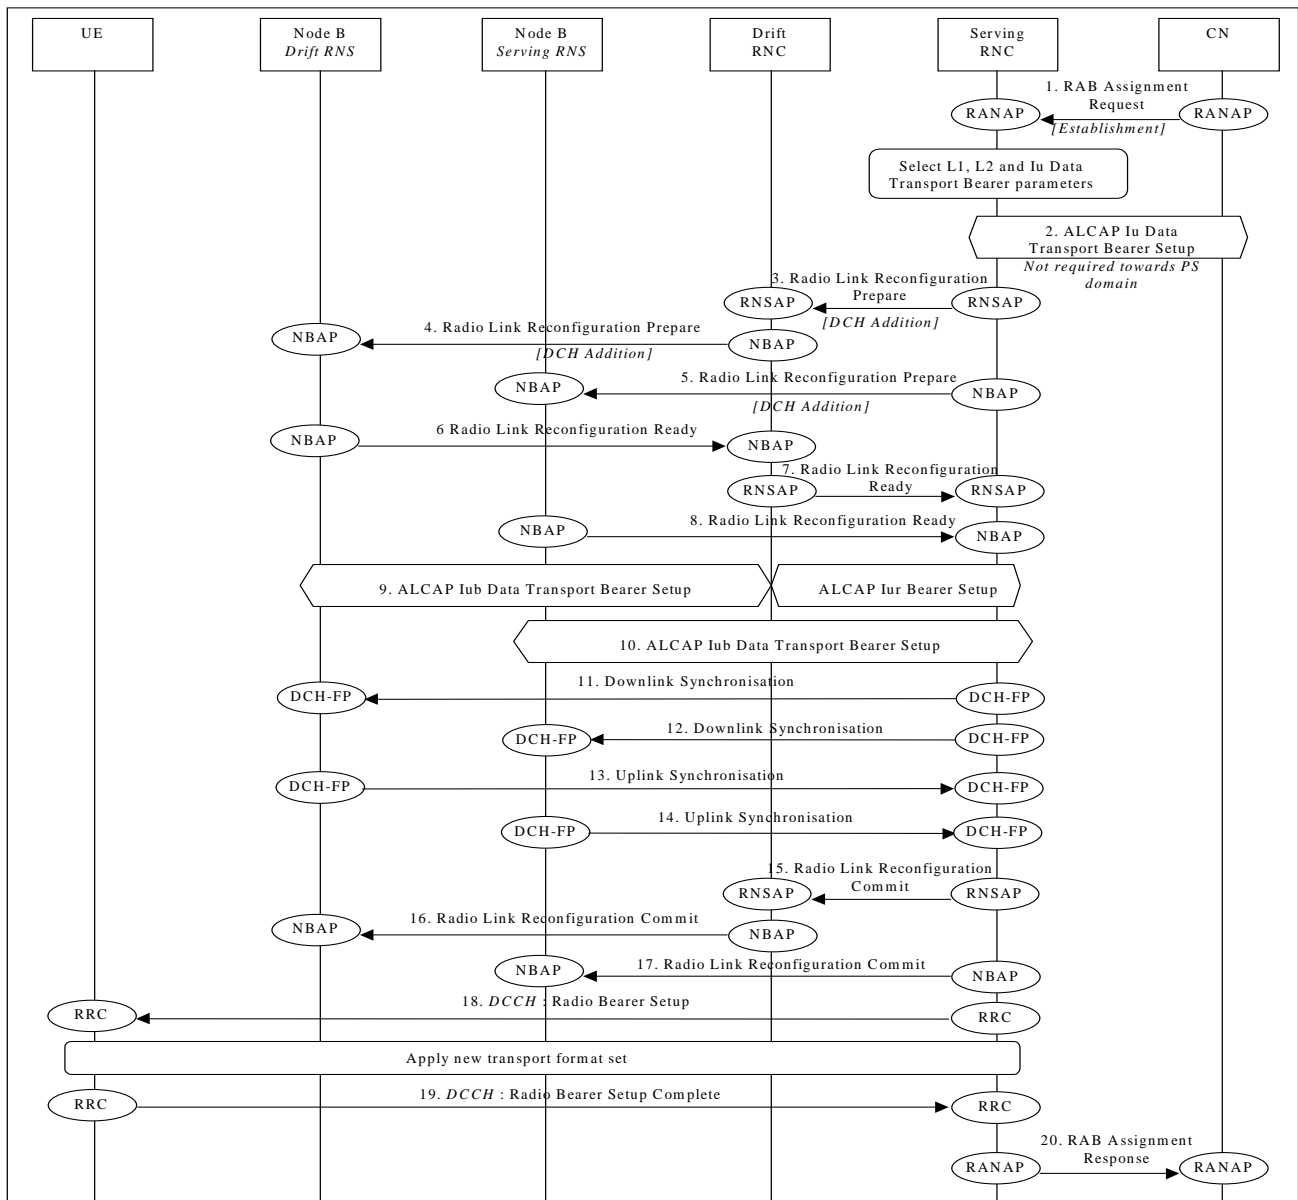 UE
Node B
Drift RNS
Node B
Serving RNS
Drift
RNC
Serving
RNC
CN
1. RAB Assignment
Request
RANAP
RANAP
[Establishment]
Select L1, L2 and Iu Data
Transport Bearer parameters
2. ALCAP Iu Data
Transport Bearer Setup
Not required towards PS
domain
3. Radio Link Reconfiguration
Prepare
RNSAP
RNSAP
[DCH Addition]
4. Radio Link Reconfiguration Prepare
NBAP
NBAP
[DCH Addition]
5. Radio Link Reconfiguration Prepare
NBAP
NBAP
[DCH Addition]
6 Radio Link Reconfiguration Ready
NBAP
NBAP
7. Radio Link Reconfiguration
Ready
RNSAP
RNSAP
8. Radio Link Reconfiguration Ready
NBAP
NBAP
9. ALCAP Iub Data Transport Bearer Setup
ALCAP Iur Bearer Setup
10. ALCAP Iub Data Transport Bearer Setup
11. Downlink Synchronisation
DCH-FP
DCH-FP
12. Downlink Synchronisation
DCH-FP
DCH-FP
13. Uplink Synchronisation
DCH-FP
DCH-FP
14. Uplink Synchronisation
DCH-FP
DCH-FP
15. Radio Link Reconfiguration
Commit
RNSAP
RNSAP
16. Radio Link Reconfiguration Commit
NBAP
NBAP
17. Radio Link Reconfiguration Commit
NBAP
NBAP
18. DCCH : Radio Bearer Setup
RRC
RRC
Apply new transport format set
19. DCCH : Radio Bearer Setup Complete
RRC
RRC
20. RAB Assignment
Response
RANAP
RANAP